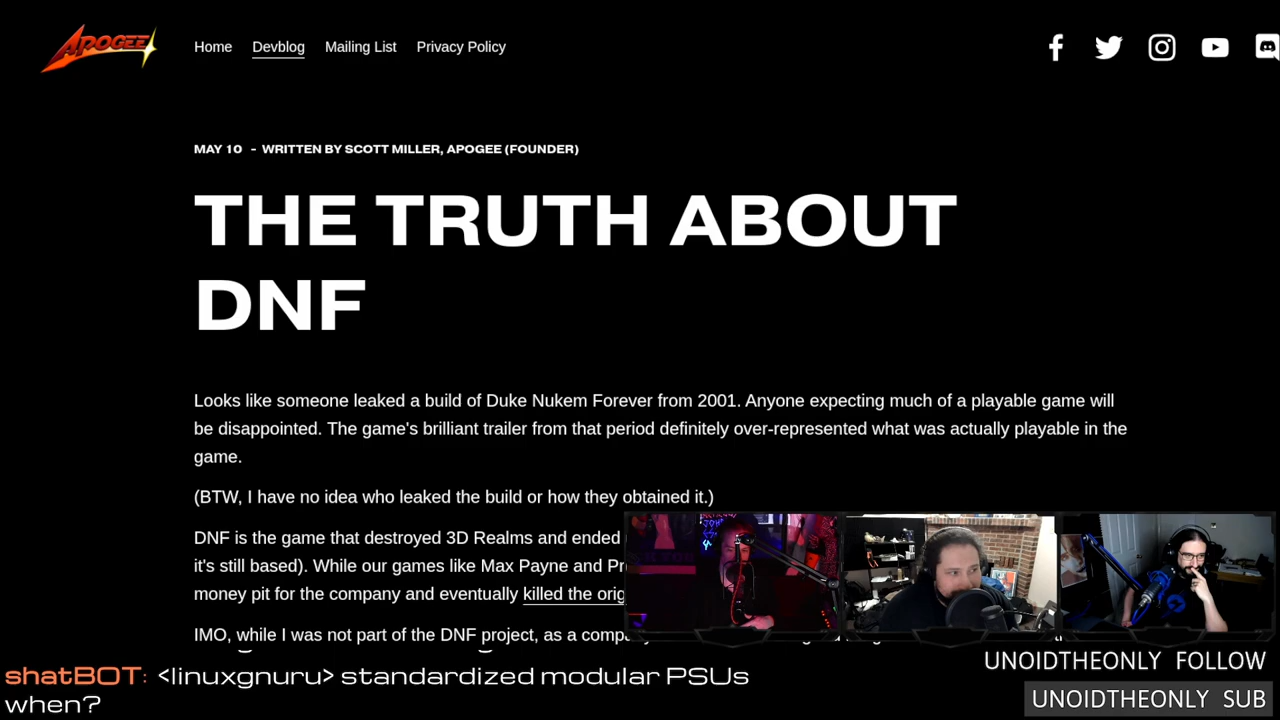 APOGEE
Home Devblog Mailing List Privacy Policy
MAY 10 - WRITTEN BY SCOTT MILLER, APOGEE (FOUNDER)
THE TRUTH ABOUT
DNF
Looks like someone leaked a build of Duke Nukem Forever from 2001. Anyone expecting much of a playable game will
be disappointed. The game's brilliant trailer from that period definitely over-represented what was actually playable in the
game.
(BTW, I have no idea who leaked the build or how they obtained it.)
DNF is the game that destroyed 3D Realms and ended
it's still based). While our games like Max Payne and
money pit for the company and eventually killed the
IMO, while I was not part of the DNF project, as a
shatBOT: <linuxgnuru> standardized modular PSUs
when?
UNOIDTHEONLY FOLLOW
UNOIDTHEONLY SUB